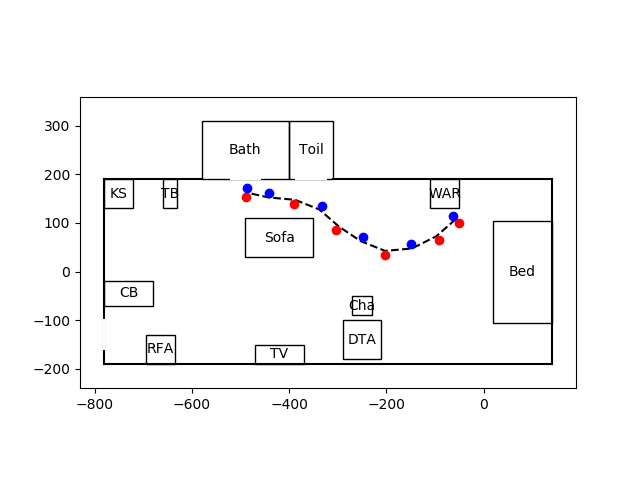 300
Bath
Toil
200
KS
TB
WAR
100
Sofa
0
Bed
CB
Cha
−100
DTA
RFA
TV
−200
−800
−600
−400
−200
0